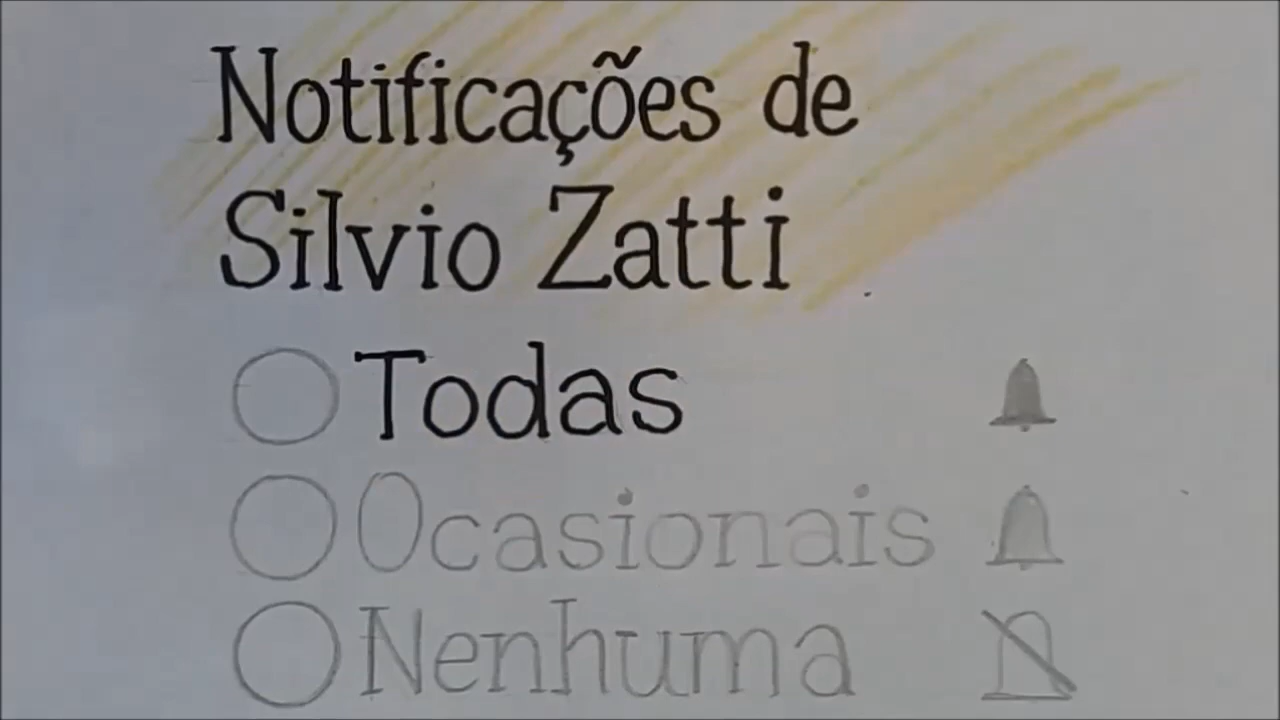 Notificações de
Silvio Zatti
Todas
Ocasionais
Nenhuma